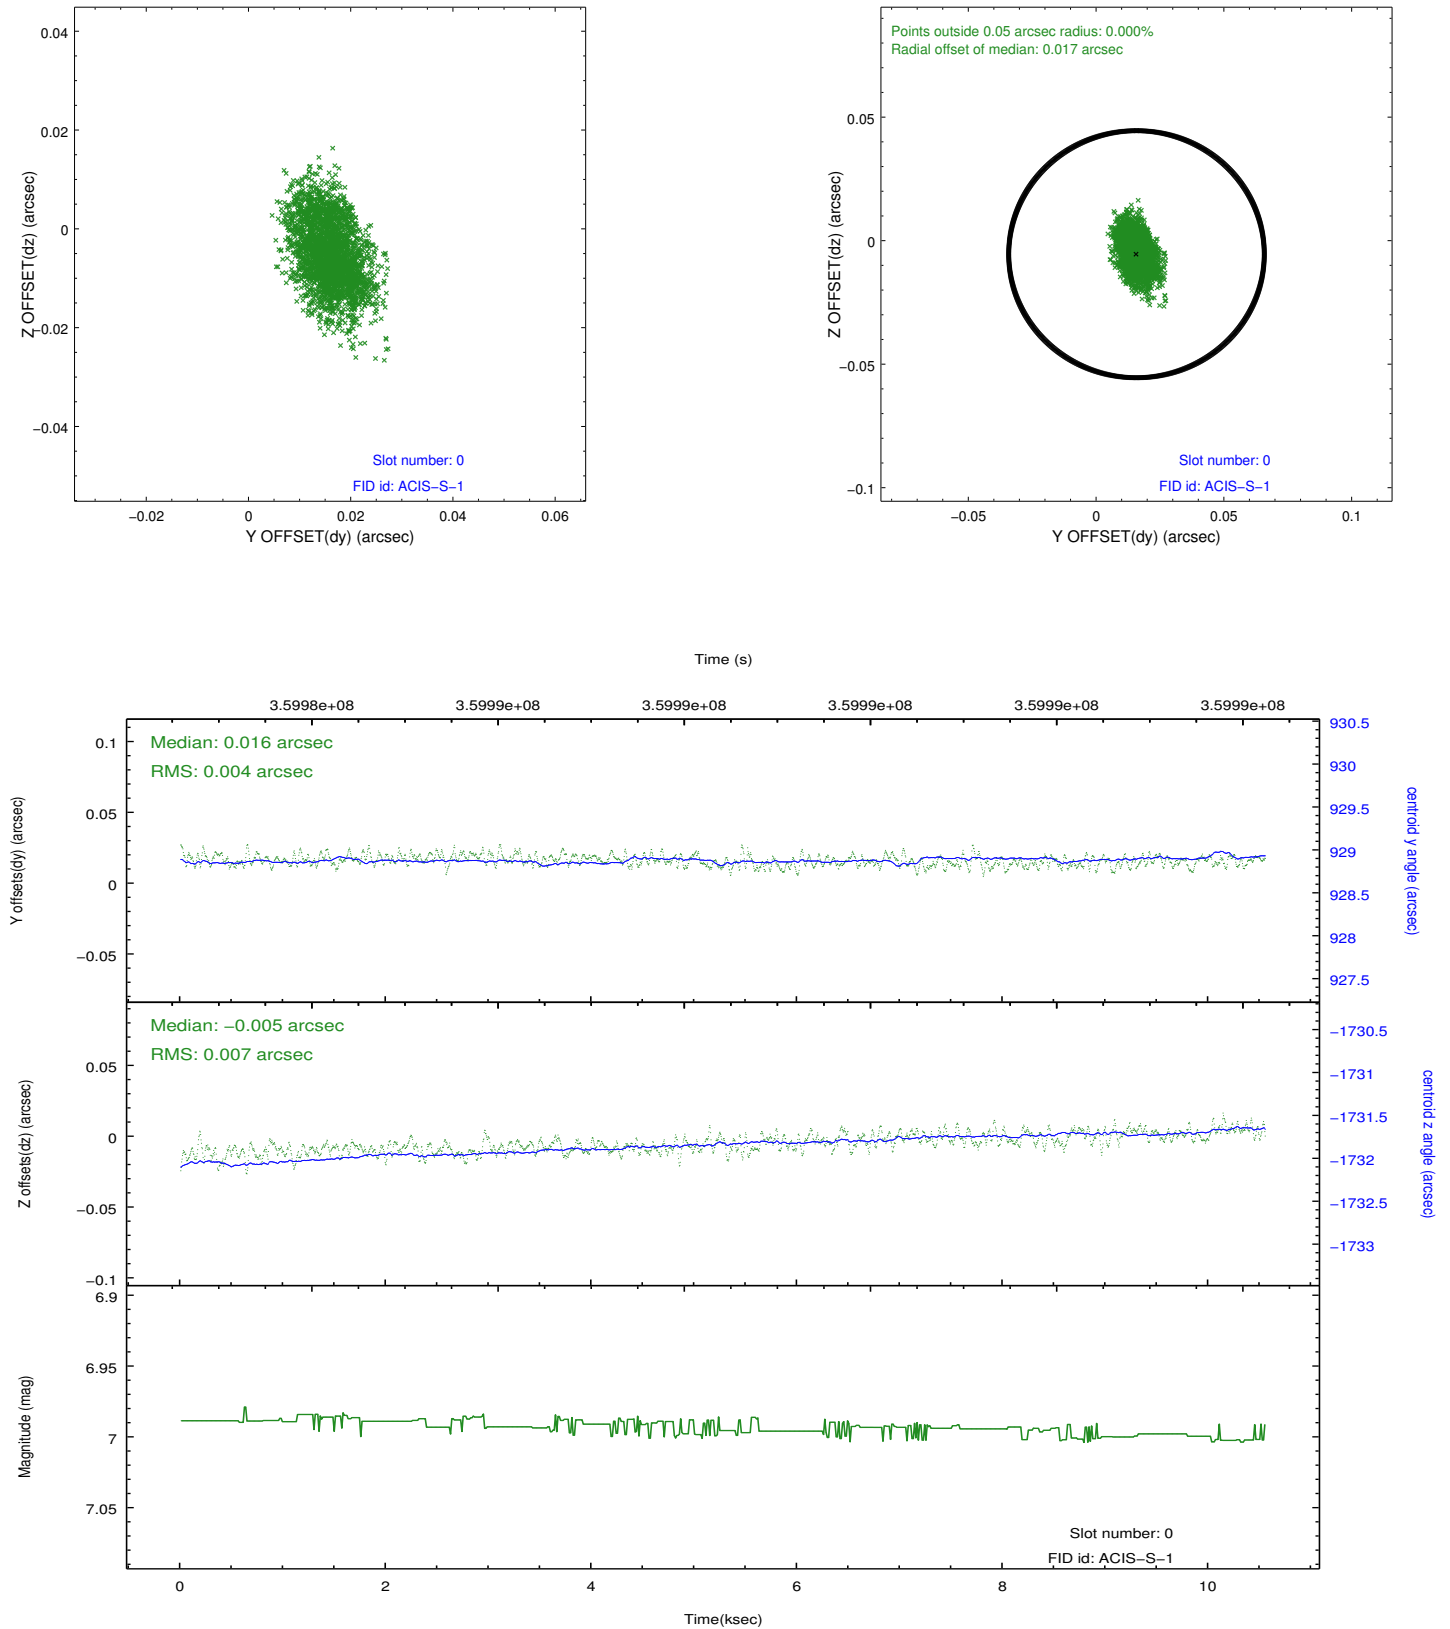 0.04
0.02
0
−0.02
−0.04
Z OFFSET(dz) (arcsec)
Slot number: 0
FID id: ACIS−S−1
−0.02
0
0.02
0.04
0.06
Y OFFSET(dy) (arcsec)
Points outside 0.05 arcsec radius: 0.000%
Radial offset of median: 0.017 arcsec
0.05
0
−0.05
−0.1
Z OFFSET(dz) (arcsec)
Slot number: 0
FID id: ACIS−S−1
−0.05
0
0.05
0.1
Y OFFSET(dy) (arcsec)
Time (s)
3.5998e+08
3.5999e+08
3.5999e+08
3.5999e+08
3.5999e+08
3.5999e+08
Median: 0.016 arcsec
RMS: 0.004 arcsec
0.1
0.05
0
−0.05
Y offsets(dy) (arcsec)
930.5
930
929.5
929
928.5
928
927.5
centroid y angle (arcsec)
Median: −0.005 arcsec
RMS: 0.007 arcsec
0.05
0
−0.05
−0.1
Z offsets(dz) (arcsec)
−1730.5
−1731
−1731.5
−1732
−1732.5
−1733
centroid z angle (arcsec)
6.9
6.95
7
7.05
Magnitude (mag)
Slot number: 0
FID id: ACIS−S−1
0
2
4
6
8
10
Time(ksec)